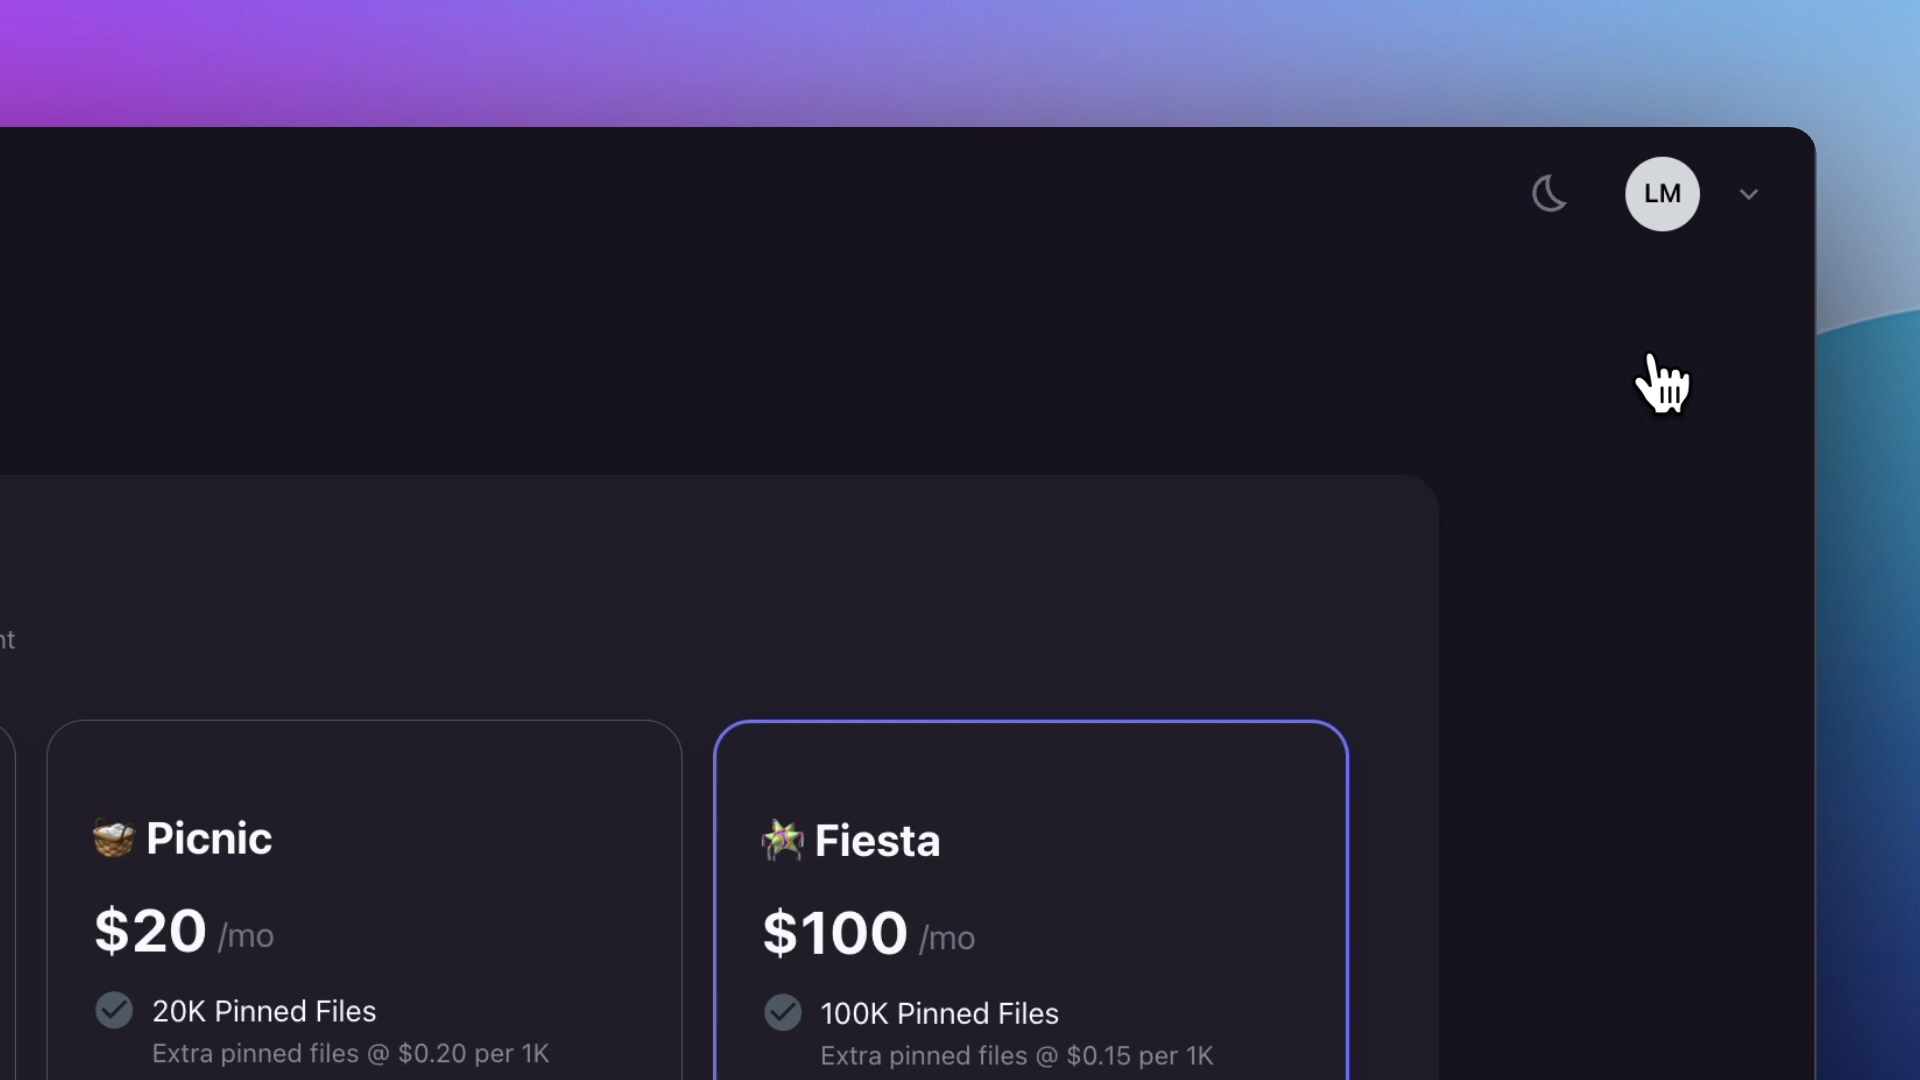 LM
nt
Picnic
$20 /mo
20K Pinned Files
Extra pinned files @ $0.20 per 1K
Fiesta
$100 /mo
100K Pinned Files
Extra pinned files @ $0.15 per 1K